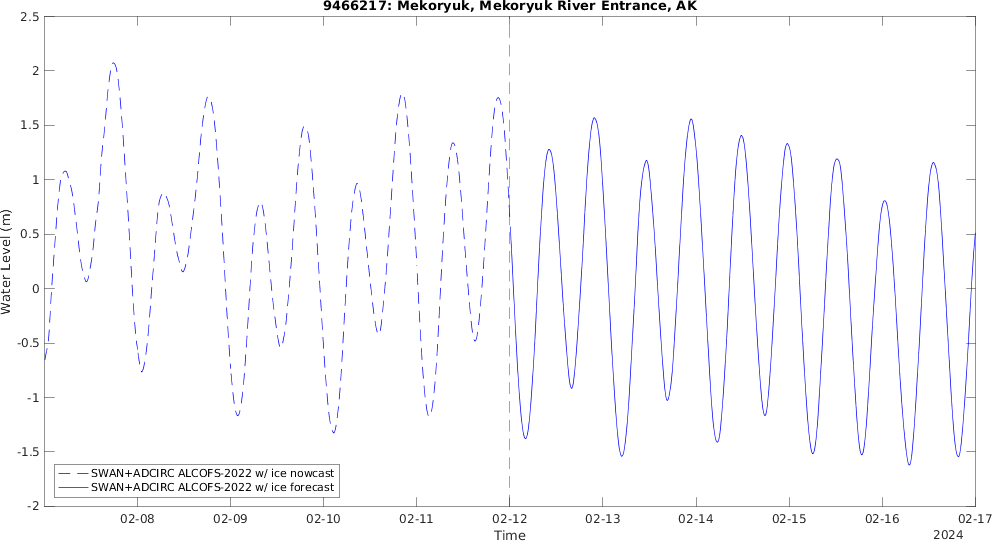 9466217: Mekoryuk, Mekoryuk River Entrance, AK
2.5
2
1.5
1
0.5
0
-0.5
-1
-1.5
-2
Water Level (m)
SWAN+ADCIRC ALCOFS-2022 w/ ice nowcast
SWAN+ADCIRC ALCOFS-2022 w/ ice forecast
02-08 02-09 02-10 02-11 02-12 02-13 02-14 02-15 02-16 02-17
Time
2024